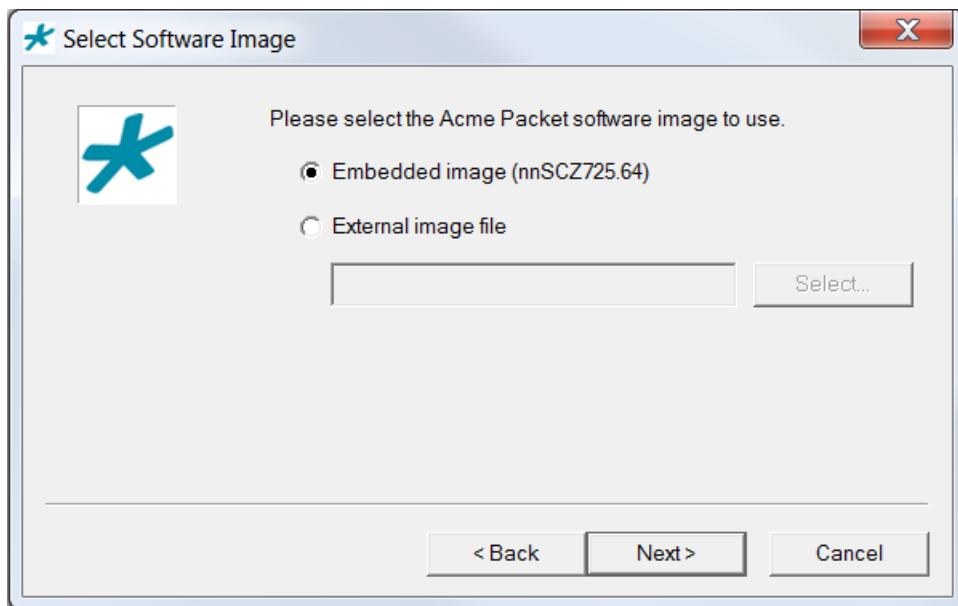 Select Software Image
Please select the Acme Packet software image to use.
Embedded image (nnSCZ725.64)
External image file
Select...
< Back
Next >
Cancel